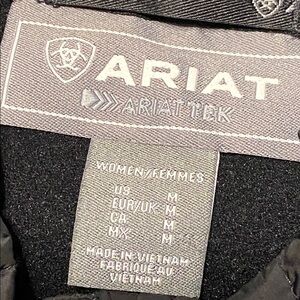 ARIAT
ARIATTEK
WOMEN/FEMMES
US M
EUR/UK M
CA M
MX M
MADE IN VIETNAM
FABRIQUÉ AU
VIETNAM